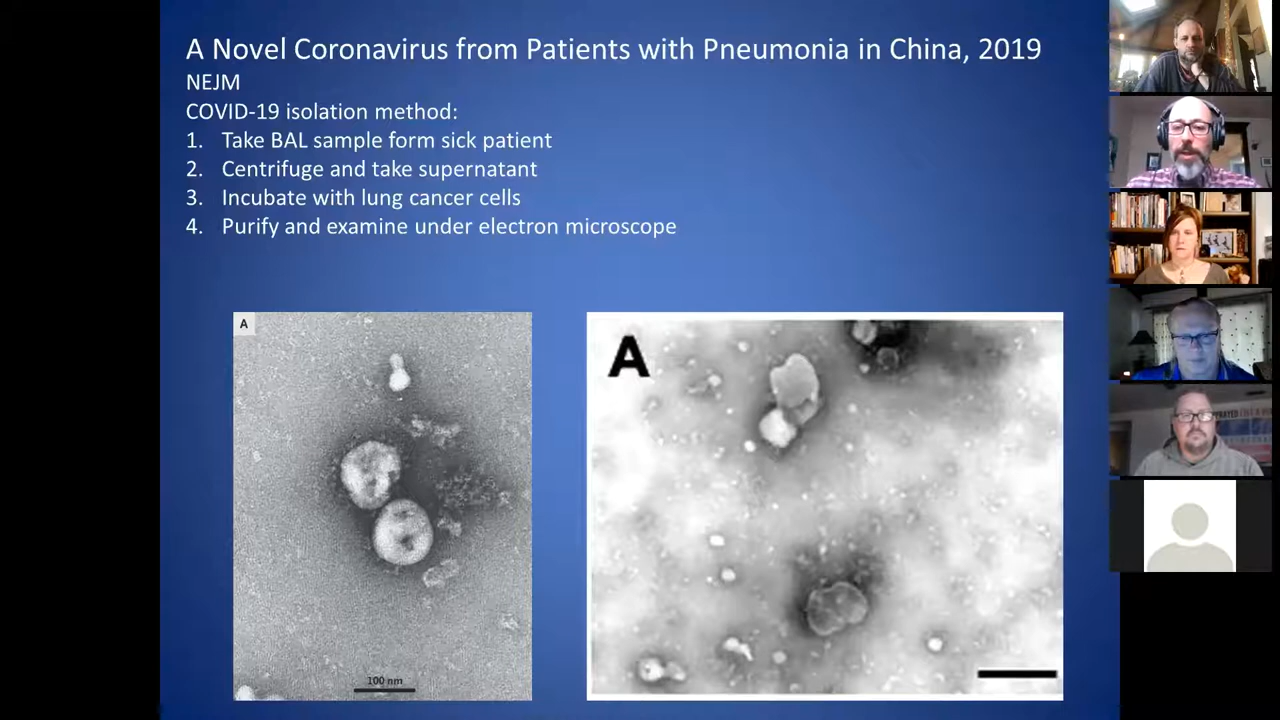 A Novel Coronavirus from Patients with Pneumonia in China, 2019
NEJM
COVID-19 isolation method:
1. Take BAL sample form sick patient
2. Centrifuge and take supernatant
3. Incubate with lung cancer cells
4. Purify and examine under electron microscope
A
A
100 nm